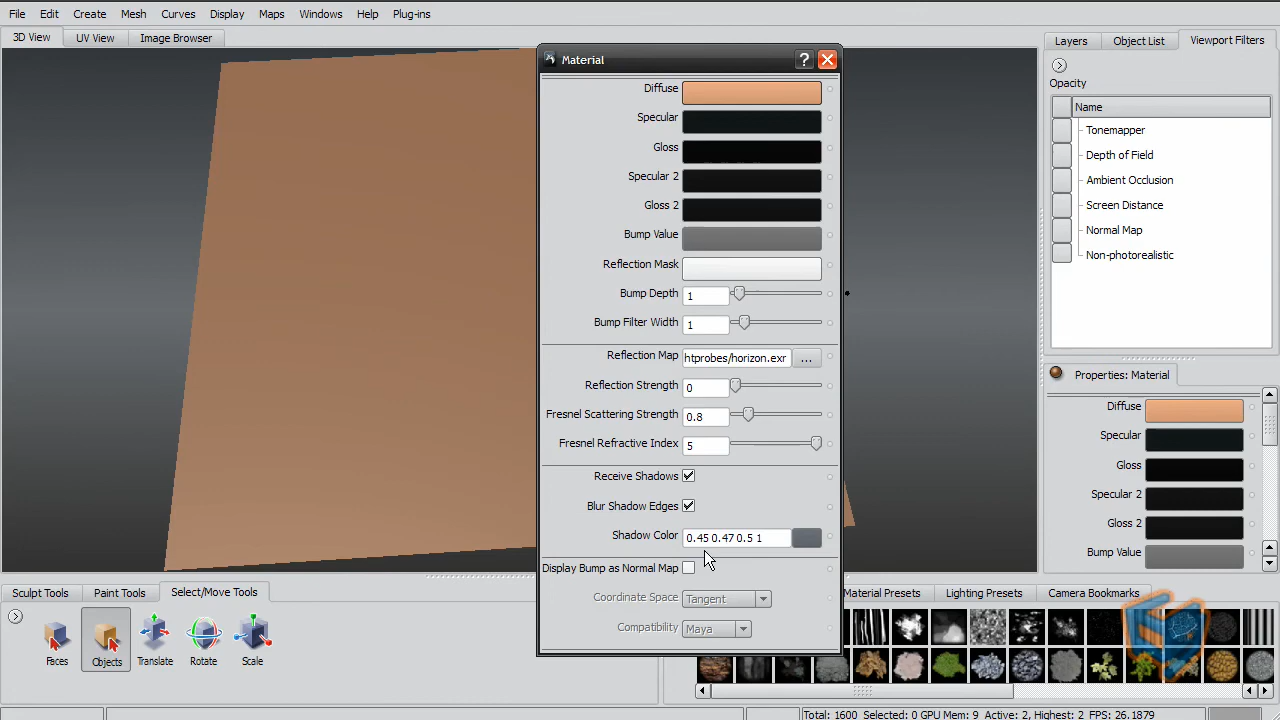 File Edit Create Mesh Curves Display Maps Windows Help Plug-ins
3D View UV View Image Browser
Layers Object List Viewport Filters
Opacity
Name
Tonemapper
Depth of Field
Ambient Occlusion
Screen Distance
Normal Map
Non-photorealistic
Material ?
Diffuse
Specular
Gloss
Specular 2
Gloss 2
Bump Value
Reflection Mask
Bump Depth 1
Bump Filter Width 1
Reflection Map htprobes/horizon.exr ...
Reflection Strength 0
Fresnel Scattering Strength 0.8
Fresnel Refractive Index 5
Receive Shadows
Blur Shadow Edges
Shadow Color 0.45 0.47 0.5 1
Display Bump as Normal Map
Coordinate Space Tangent
Compatibility Maya
Properties: Material
Diffuse
Specular
Gloss
Specular 2
Gloss 2
Bump Value
Sculpt Tools Paint Tools Select/Move Tools
Faces Objects Translate Rotate Scale
Material Presets Lighting Presets Camera Bookmarks
Total: 1600 Selected: 0 GPU Mem: 9 Active: 2, Highest: 2 FPS: 26.1879